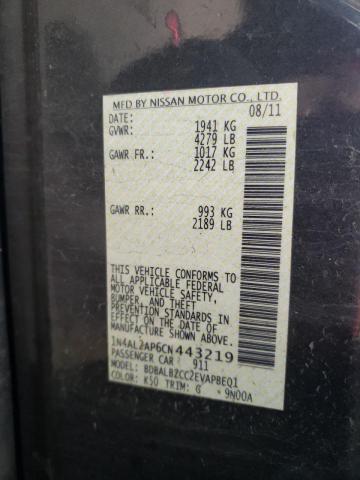 MFD BY NISSAN MOTOR CO., LTD.
DATE: 08/11
GVWR: 1941 KG
4279 LB
GAWR FR.: 1017 KG
2242 LB
GAWR RR.: 993 KG
2189 LB
THIS VEHICLE CONFORMS TO
ALL APPLICABLE FEDERAL
MOTOR VEHICLE SAFETY,
BUMPER, AND THEFT
PREVENTION STANDARDS IN
EFFECT ON THE DATE OF
MANUFACTURE SHOWN ABOVE.
1N4AL2AP6CN443219
PASSENGER CAR 911
MODEL: BDBALBZCC2EVAPBEQ1
COLOR: K50 TRIM: G 9N00A